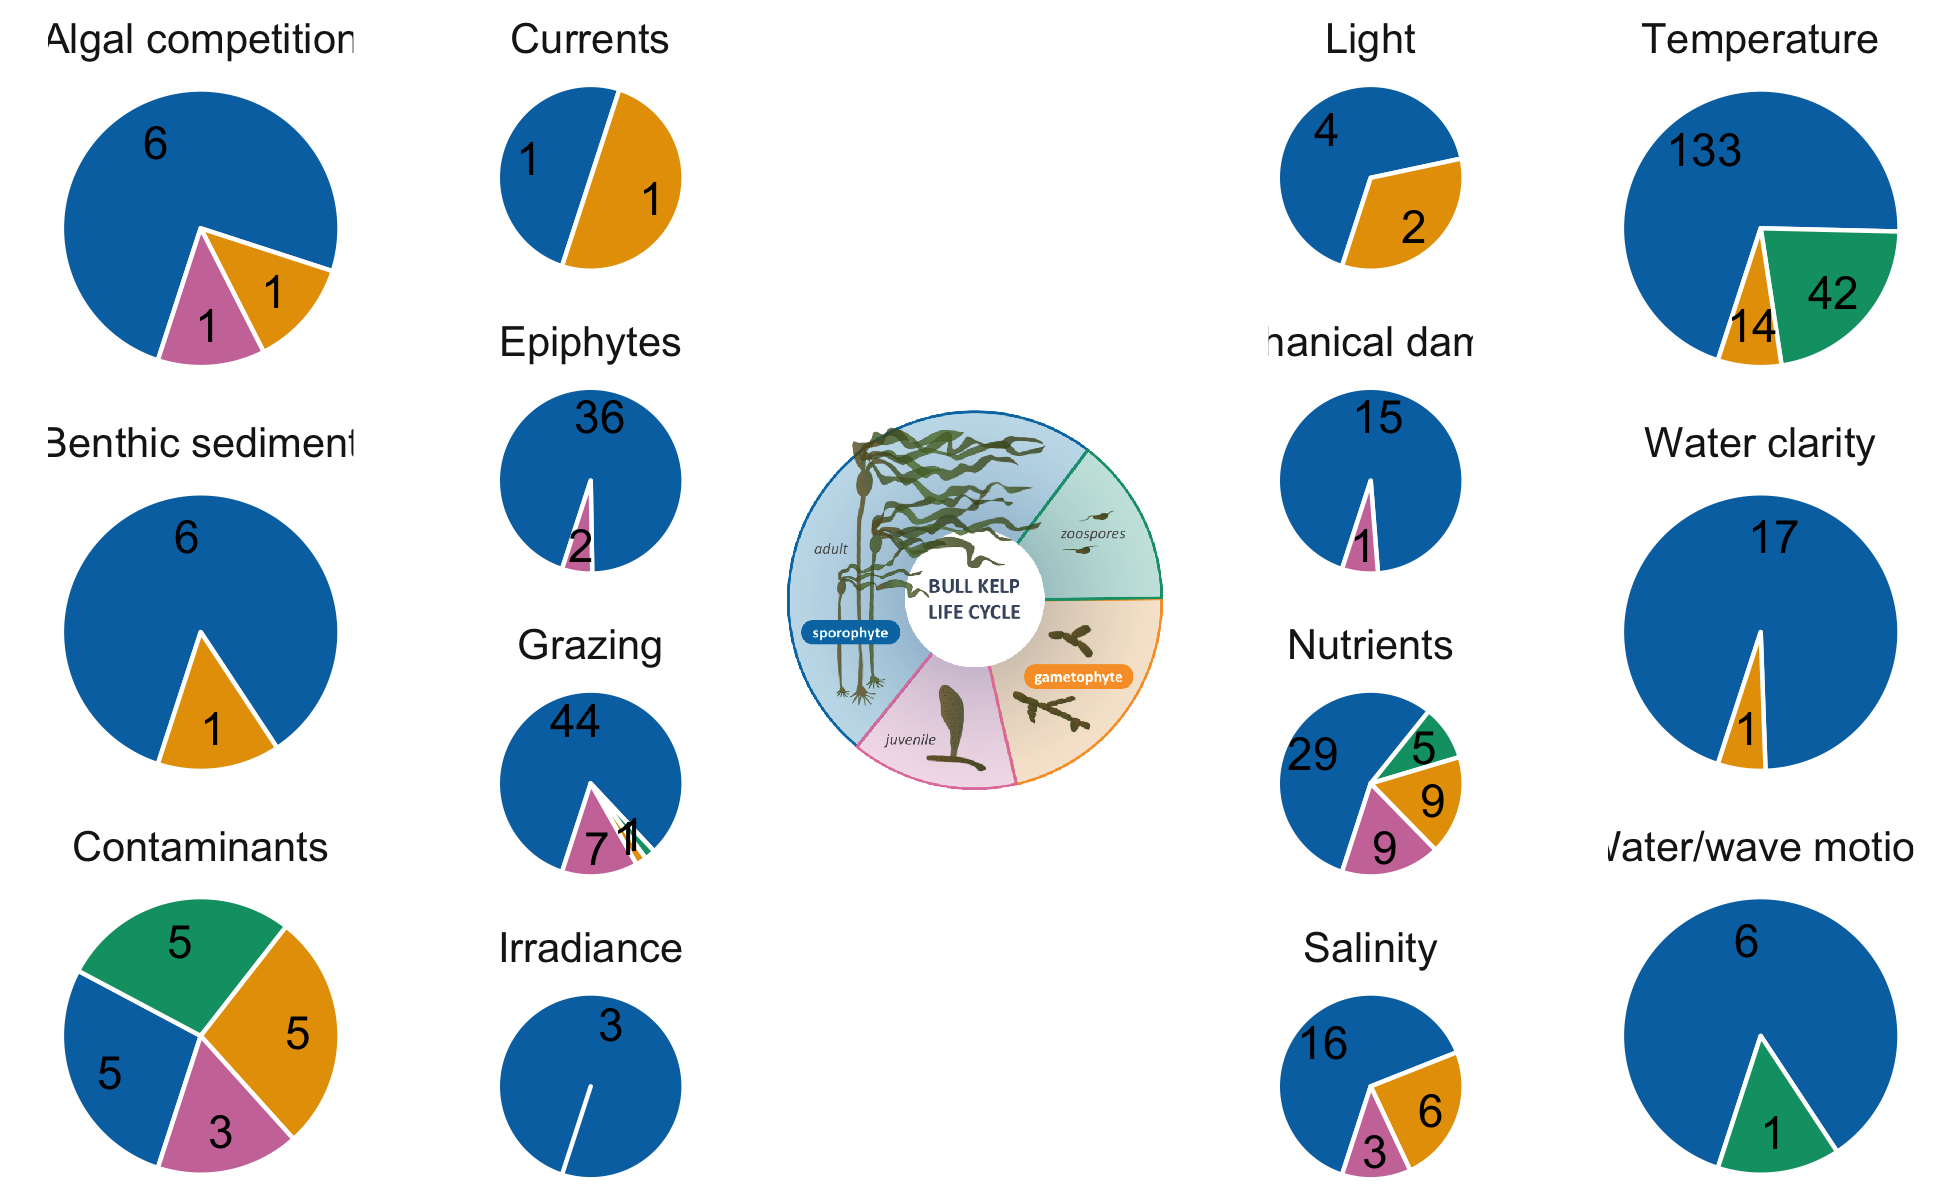 Algal competition
6
1
1
Benthic sediment
6
1
Contaminants
5
5
5
3
Currents
1
1
Epiphytes
36
2
Grazing
44
7
1
1
Irradiance
3
adult
zoospores
BULL KELP
LIFE CYCLE
sporophyte
gametophyte
juvenile
Light
4
2
hanical dam
15
1
Nutrients
29
5
9
9
Salinity
16
6
3
Temperature
133
42
14
Water clarity
17
1
Water/wave motio
6
1